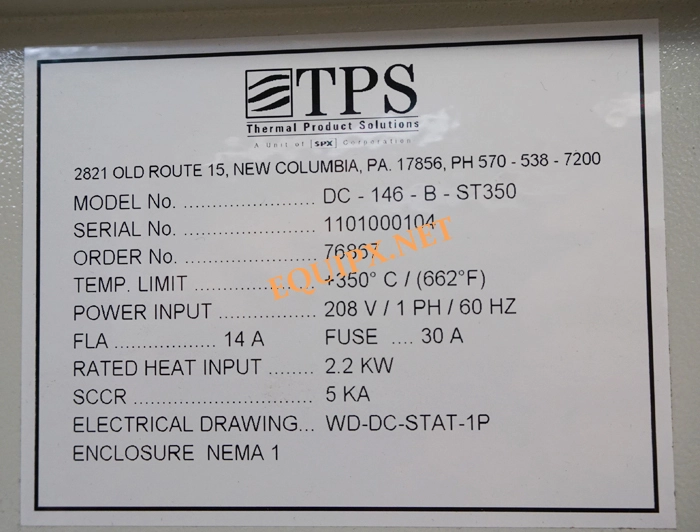 TPS
Thermal Product Solutions
A Unit of SPX Corporation
2821 OLD ROUTE 15, NEW COLUMBIA, PA. 17856, PH 570 - 538 - 7200
MODEL No. ...................... DC - 146 - B - ST350
SERIAL No. ...................... 1101000104
ORDER No. ......................
TEMP. LIMIT ...................... +350° C / (662°F)
POWER INPUT ................ 208 V / 1 PH / 60 HZ
FLA ................. 14 A FUSE .... 30 A
RATED HEAT INPUT ........ 2.2 KW
SCCR .............................. 5 KA
ELECTRICAL DRAWING... WD-DC-STAT-1P
ENCLOSURE NEMA 1
EQUIPX.NET